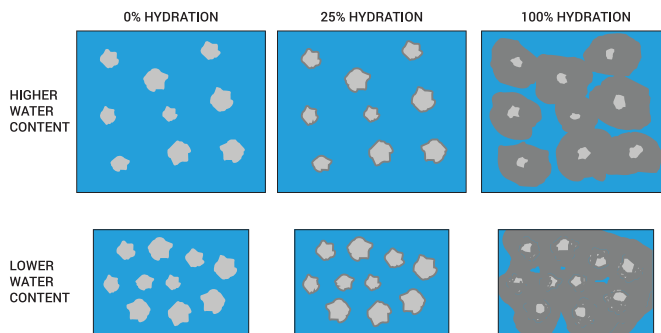 0% HYDRATION
25% HYDRATION
100% HYDRATION
HIGHER
WATER
CONTENT
LOWER
WATER
CONTENT